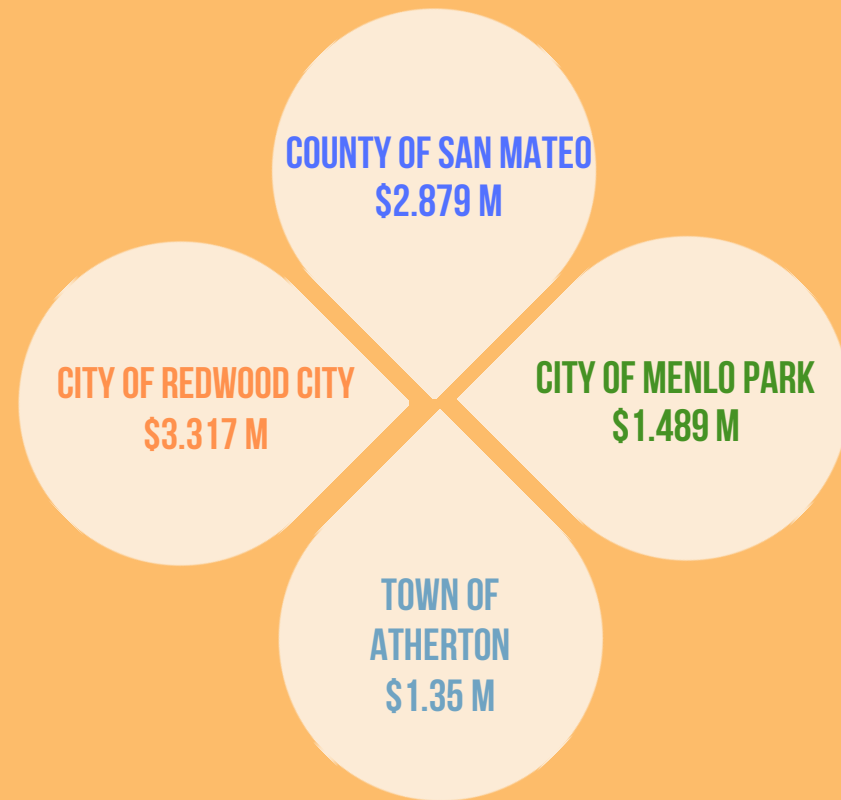 COUNTY OF SAN MATEO
$2.879 M
CITY OF REDWOOD CITY
$3.317 M
CITY OF MENLO PARK
$1.489 M
TOWN OF
ATHERTON
$1.35 M